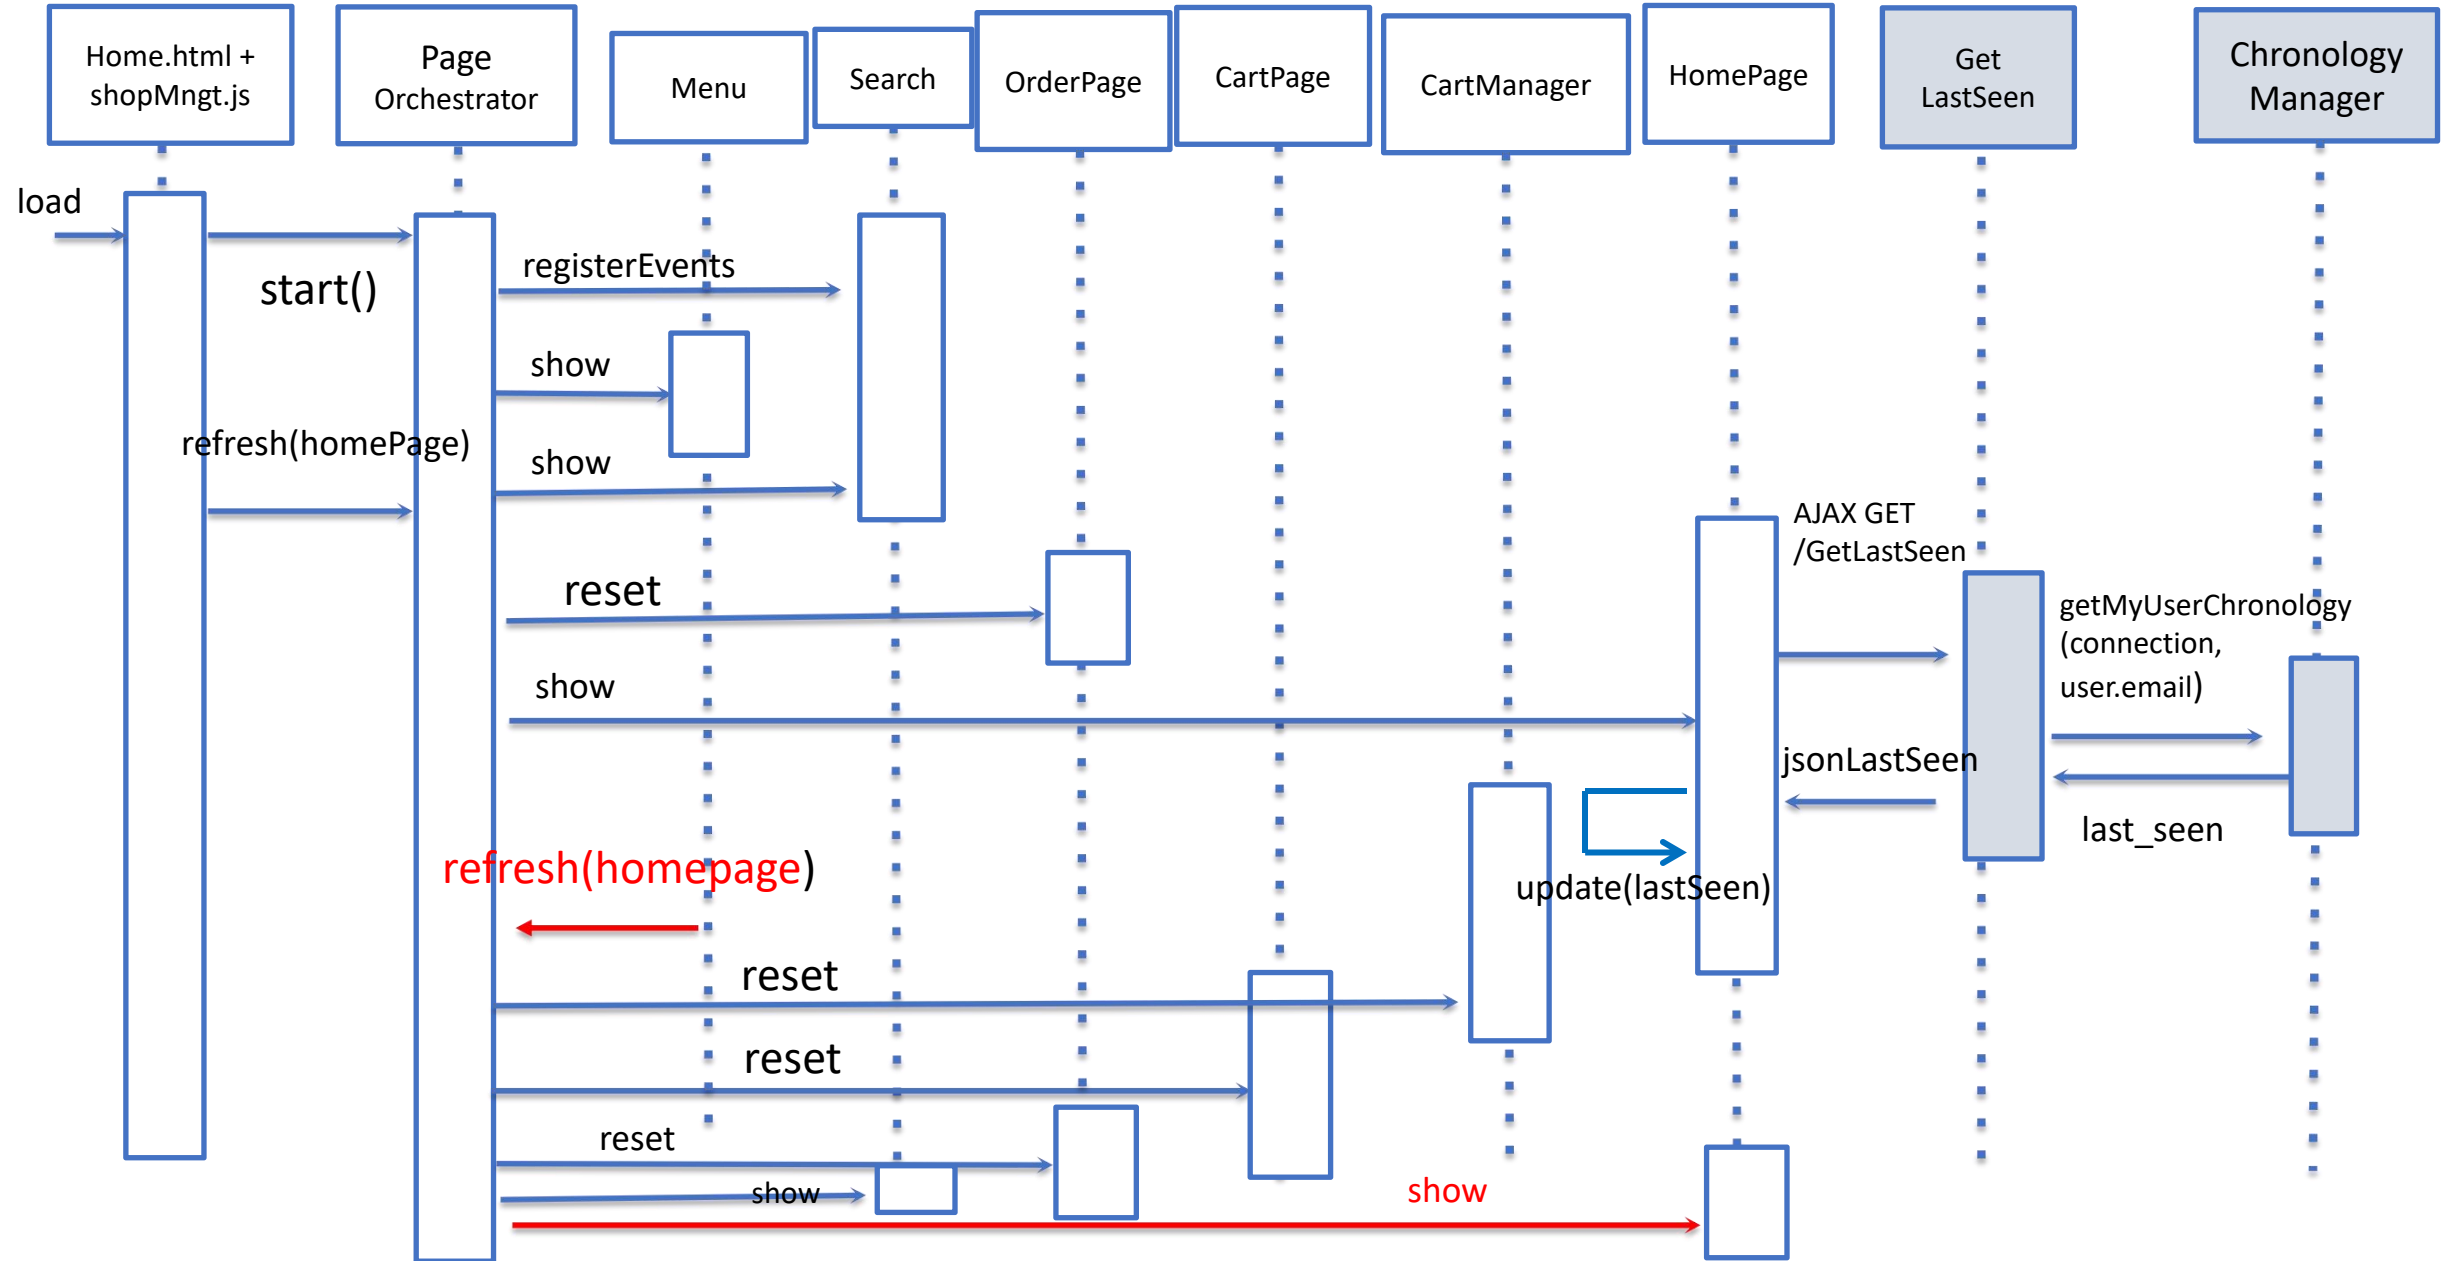 Home.html +
shopMngt.js
Page
Orchestrator
Menu
Search
OrderPage
CartPage
CartManager
HomePage
Get
LastSeen
Chronology
Manager
load
start()
registerEvents
show
refresh(homePage)
show
AJAX GET
/GetLastSeen
reset
getMyUserChronology
(connection,
user.email)
show
jsonLastSeen
last_seen
refresh(homepage)
update(lastSeen)
reset
reset
reset
show
show